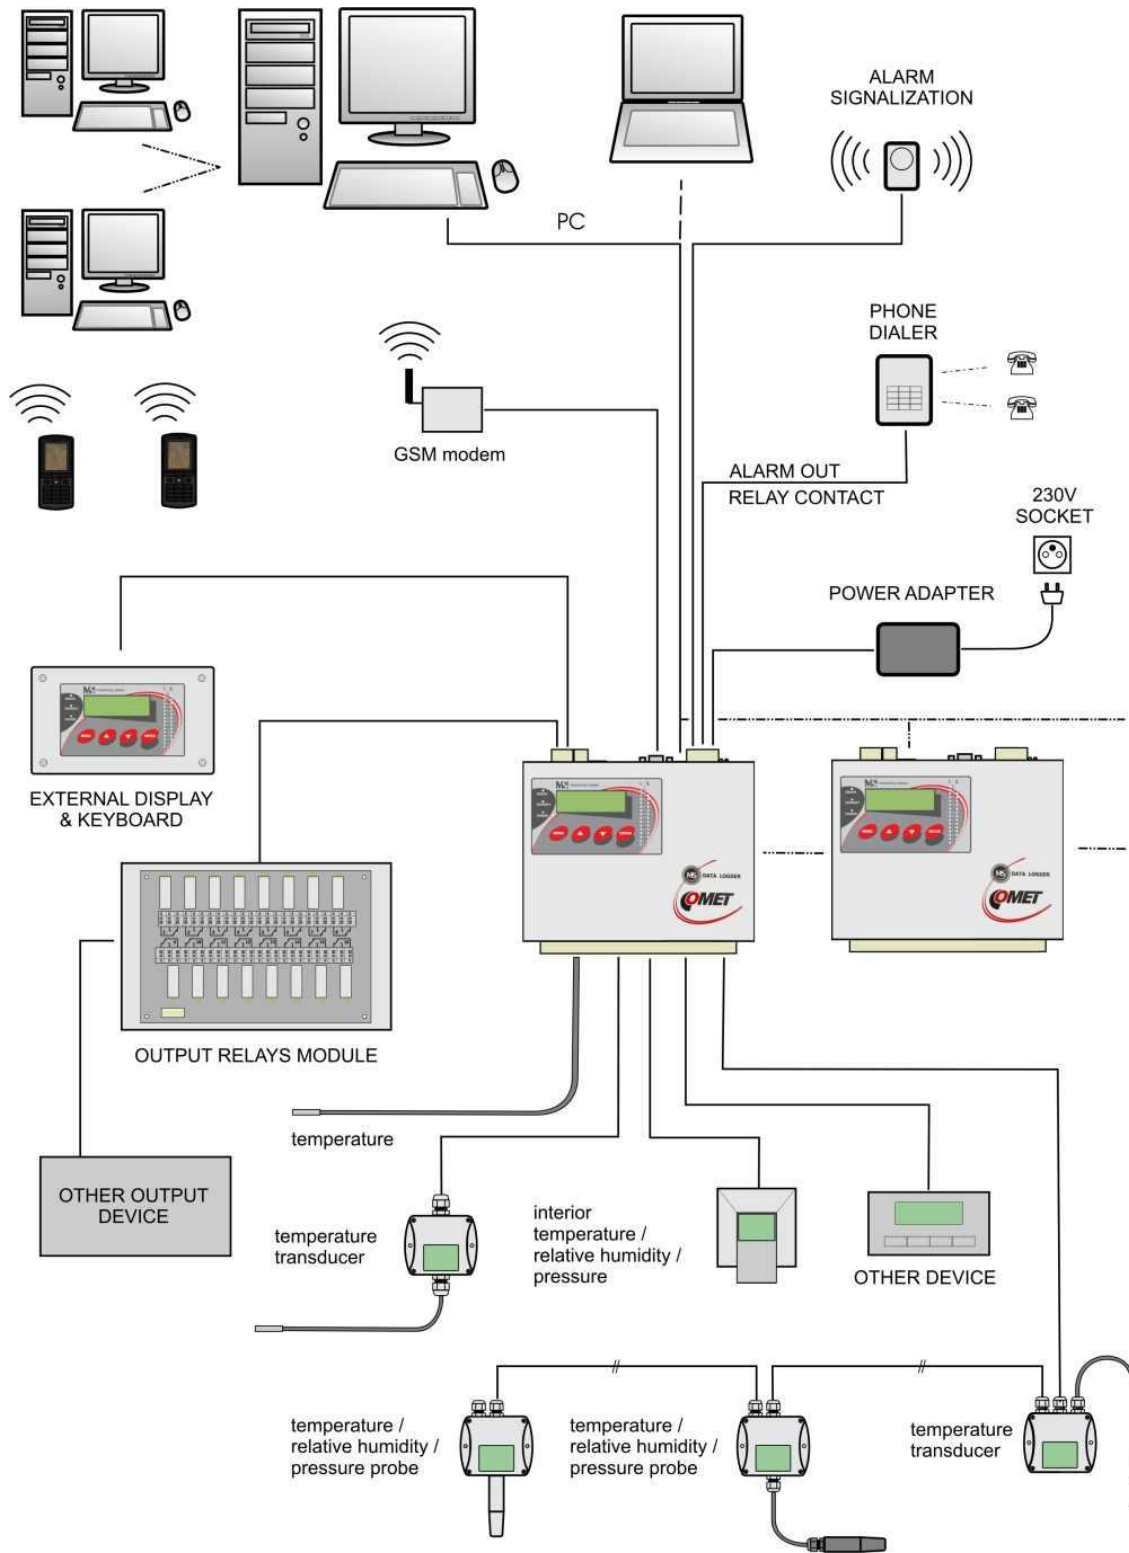 ALARM
SIGNALIZATION
PC
PHONE
DIALER
GSM modem
ALARM OUT
RELAY CONTACT
230V
SOCKET
POWER ADAPTER
EXTERNAL DISPLAY
& KEYBOARD
DATA LOGGER
COMET
DATA LOGGER
COMET
OUTPUT RELAYS MODULE
temperature
OTHER OUTPUT
DEVICE
temperature
transducer
interior
temperature /
relative humidity /
pressure
OTHER DEVICE
temperature /
relative humidity /
pressure probe
temperature /
relative humidity /
pressure probe
temperature
transducer